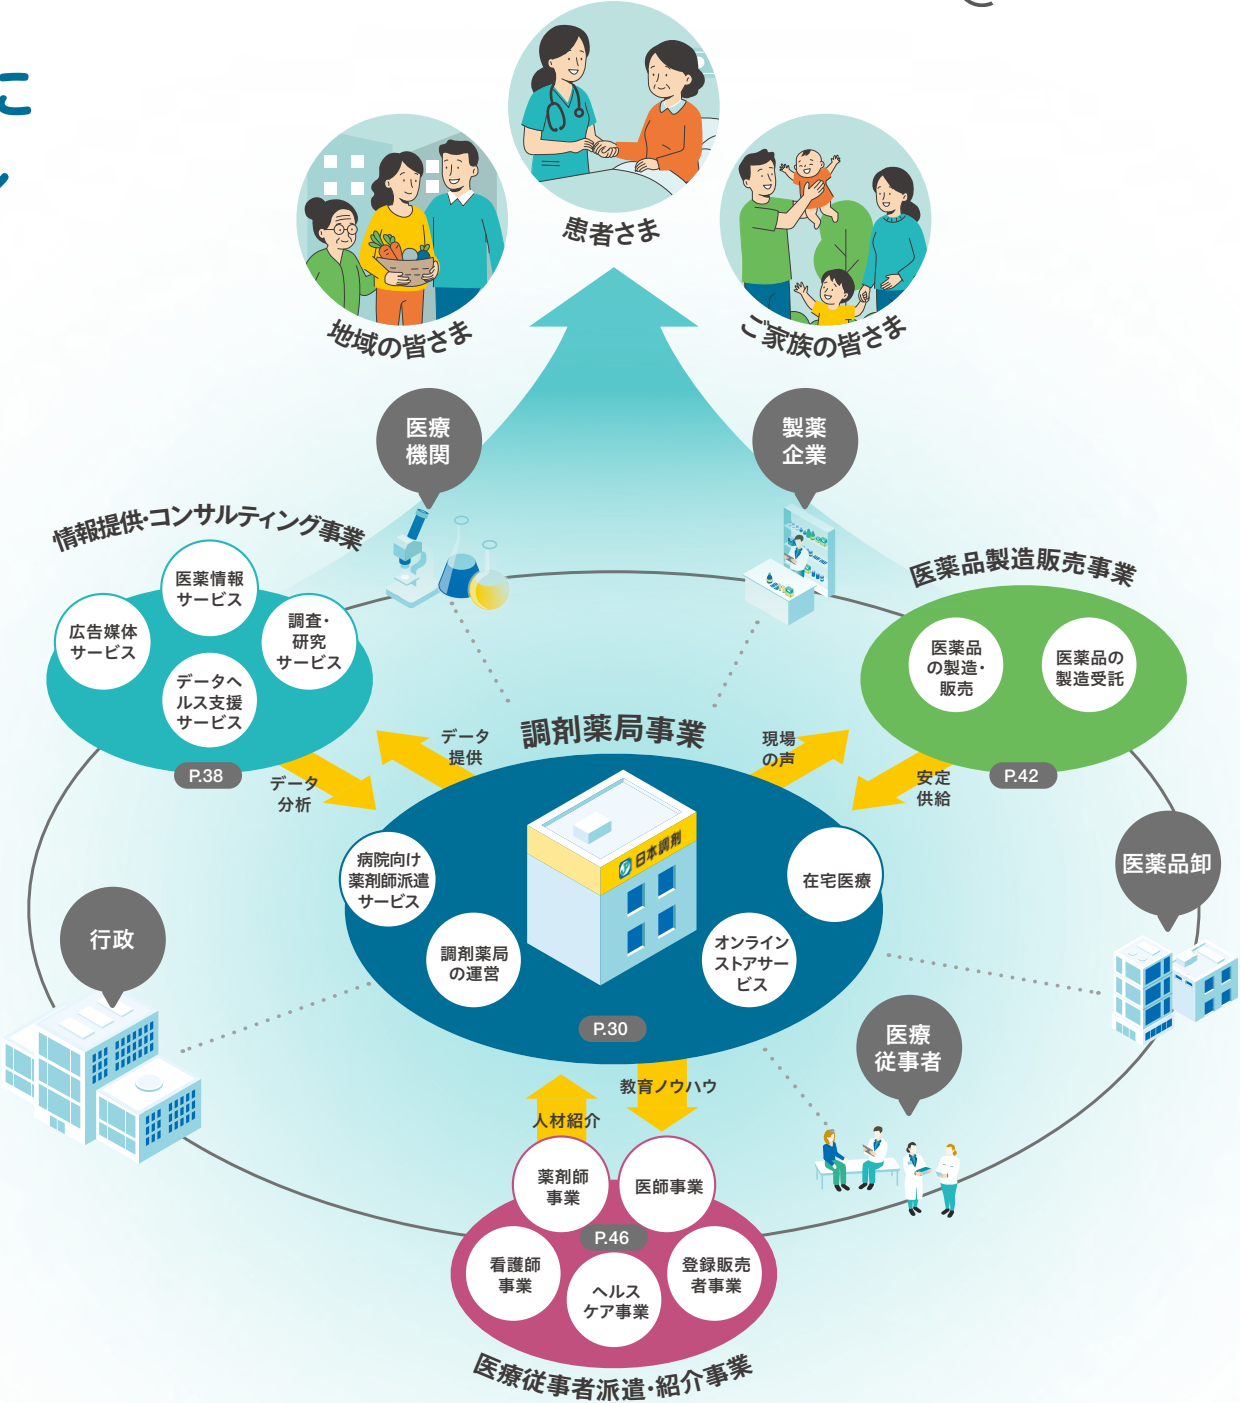 に
患者さま
地域の皆さま
ご家族の皆さま
医療
機関
製薬
企業
情報提供・コンサルティング事業
医薬情報
サービス
広告媒体
サービス
調査・
研究
サービス
データヘ
ルス支援
サービス
P.38
医薬品製造販売事業
医薬品
の製造・
販売
医薬品の
製造受託
P.42
データ
提供
データ
分析
現場
の声
安定
供給
調剤薬局事業
日本調剤
病院向け
薬剤師派遣
サービス
調剤薬局
の運営
オンライン
ストアサー
ビス
在宅医療
P.30
医薬品卸
行政
医療
従事者
人材紹介
教育ノウハウ
薬剤師
事業
医師事業
P.46
看護師
事業
ヘルス
ケア事業
登録販売
者事業
医療従事者派遣・紹介事業